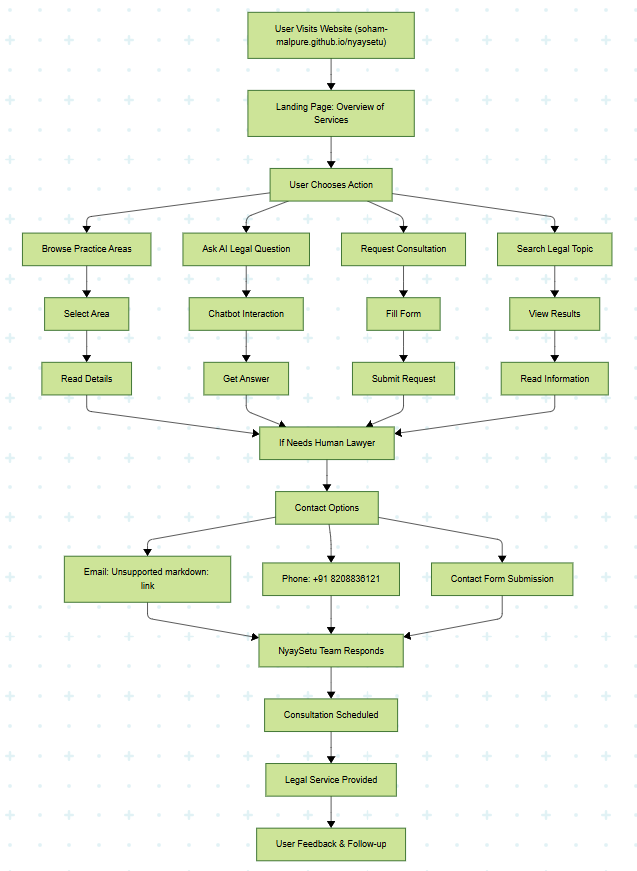 User Visits Website (soham-
malpure.github.io/nyaysetu)
Landing Page: Overview of
Services
User Chooses Action
Browse Practice Areas
Ask AI Legal Question
Request Consultation
Search Legal Topic
Select Area
Chatbot Interaction
Fill Form
View Results
Read Details
Get Answer
Submit Request
Read Information
If Needs Human Lawyer
Contact Options
Email: Unsupported markdown:
link
Phone: +91 8208836121
Contact Form Submission
NyaySetu Team Responds
Consultation Scheduled
Legal Service Provided
User Feedback & Follow-up